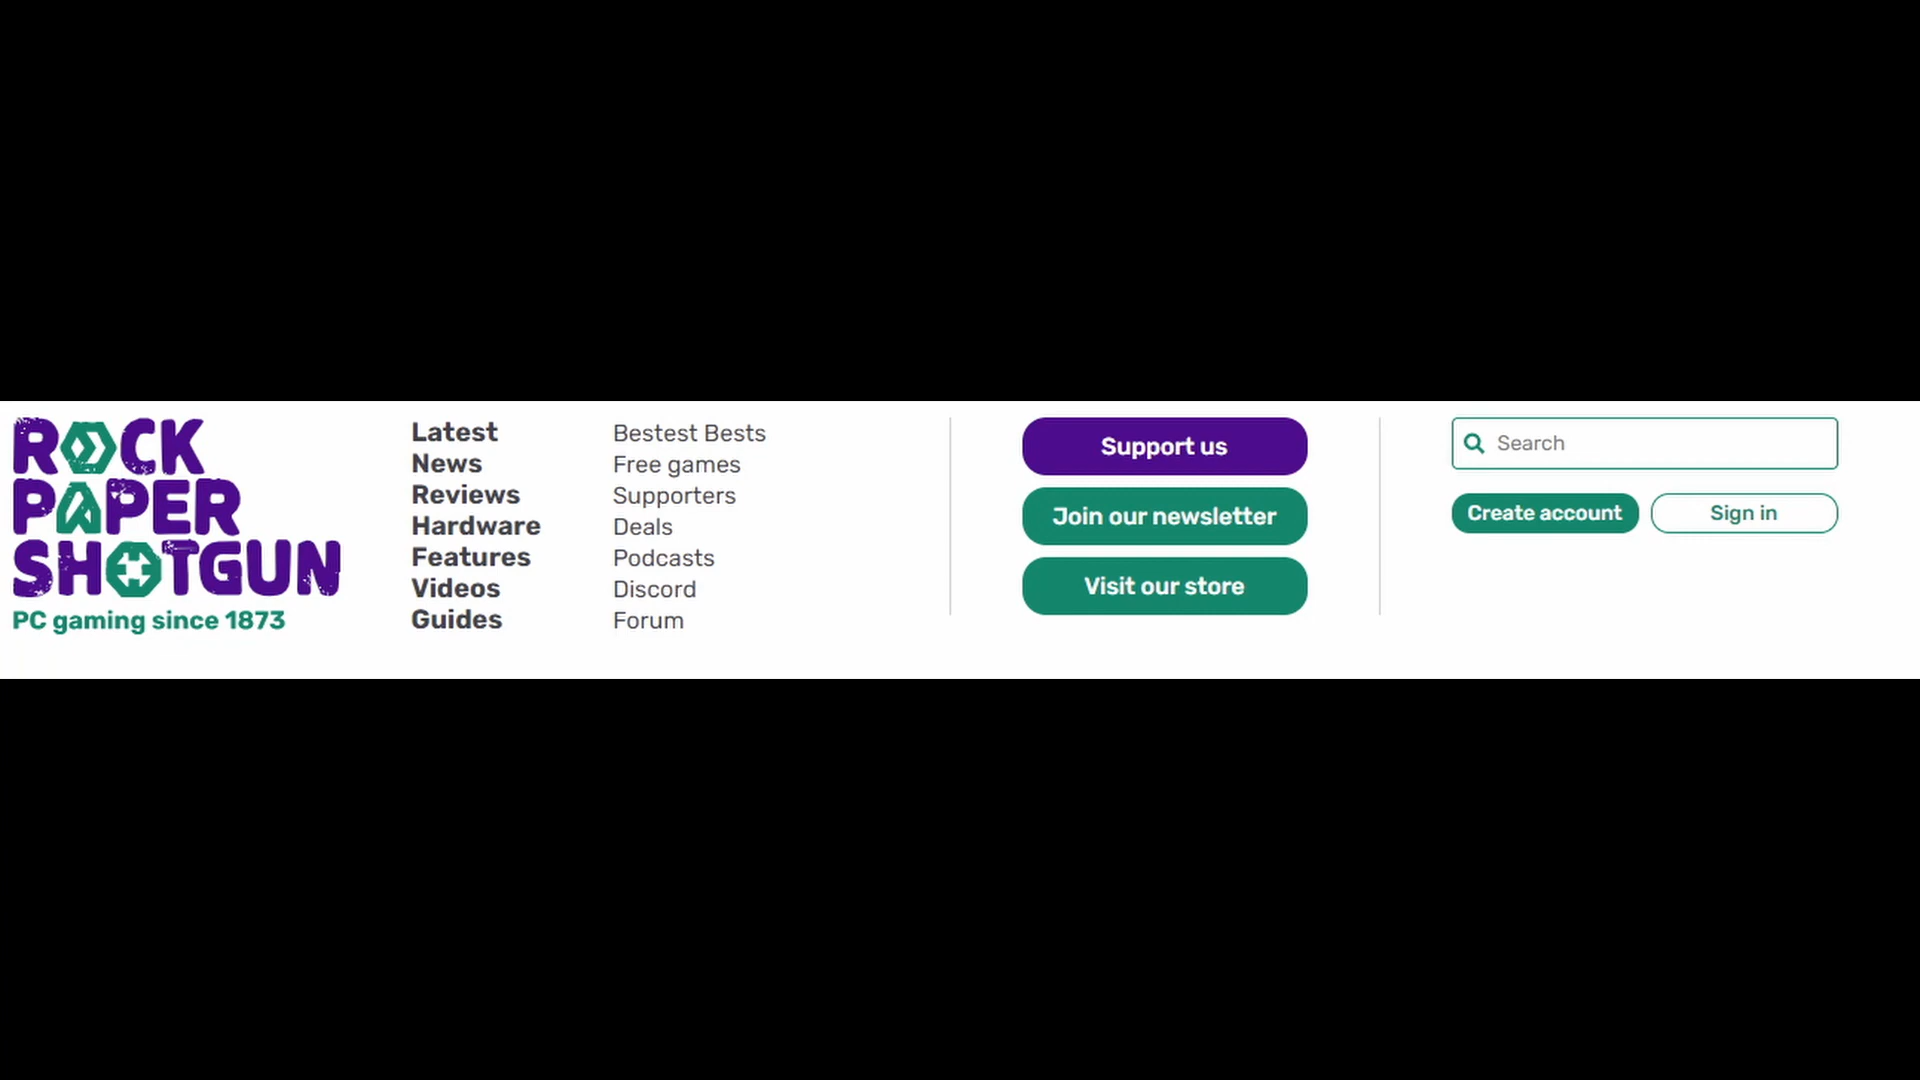 ROCK
PAPER
SHOTGUN
PC gaming since 1873
Latest
News
Reviews
Hardware
Features
Videos
Guides
Bestest Bests
Free games
Supporters
Deals
Podcasts
Discord
Forum
Support us
Join our newsletter
Visit our store
Search
Create account
Sign in